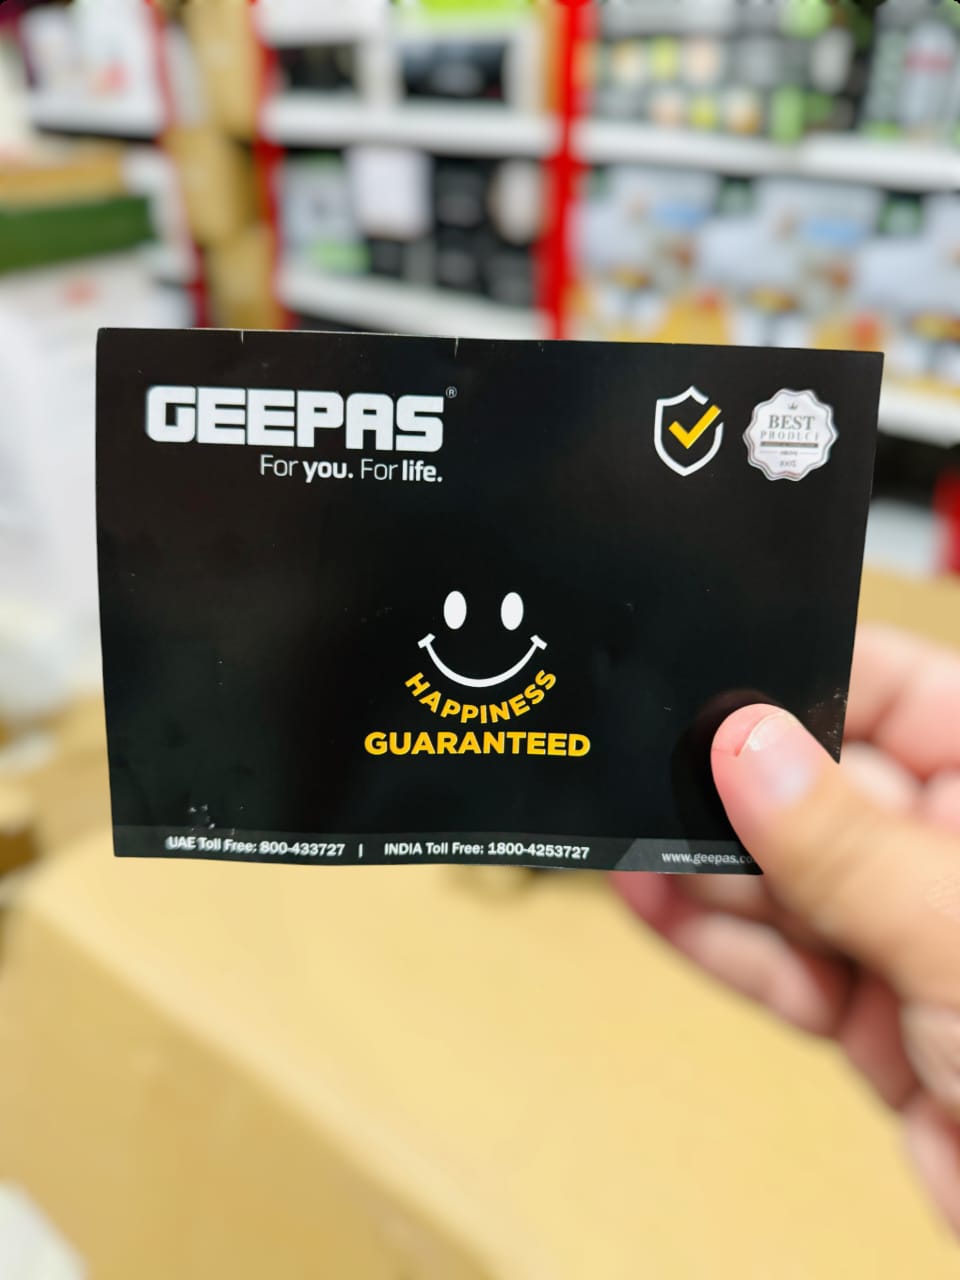 GEEPAS®
For you. For life.
BEST
PRODUCT
HAPPINESS
GUARANTEED
UAE Toll Free: 800-433727 | INDIA Toll Free: 1800-4253727
www.geepas.co